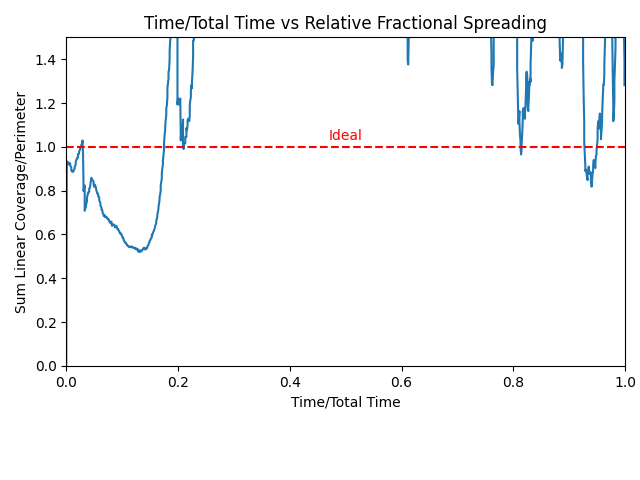 Time/Total Time vs Relative Fractional Spreading
Sum Linear Coverage/Perimeter
1.4
1.2
1.0
0.8
0.6
0.4
0.2
0.0
Ideal
0.0 0.2 0.4 0.6 0.8 1.0
Time/Total Time